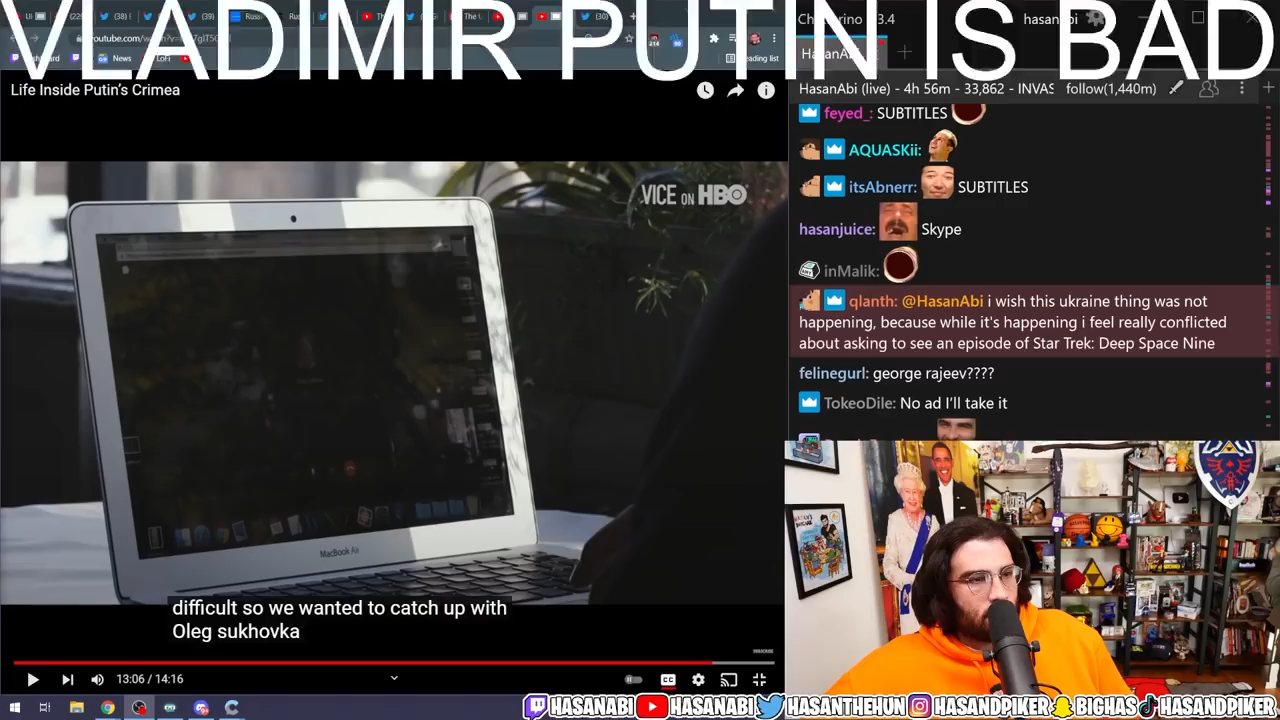 VLADIMIR PUTIN IS BAD
Life Inside Putin's Crimea
VICE ON HBO
MacBook Air
difficult so we wanted to catch up with
Oleg sukhovka
13:06 / 14:16
HasanAbi
HasanAbi (live) - 4h 56m - 33,862 - INVAS
follow(1,440m)
feyed_: SUBTITLES
AQUASKii:
itsAbnerr: SUBTITLES
hasanjuice: Skype
inMalik:
qlanth: @HasanAbi i wish this ukraine thing was not
happening, because while it's happening i feel really conflicted
about asking to see an episode of Star Trek: Deep Space Nine
felinegurl: george rajeev????
TokeoDile: No ad I'll take it
HASANABI HASANABI HASANTHEHUN HASANDPIKER BIGHAS HASANDPIKER